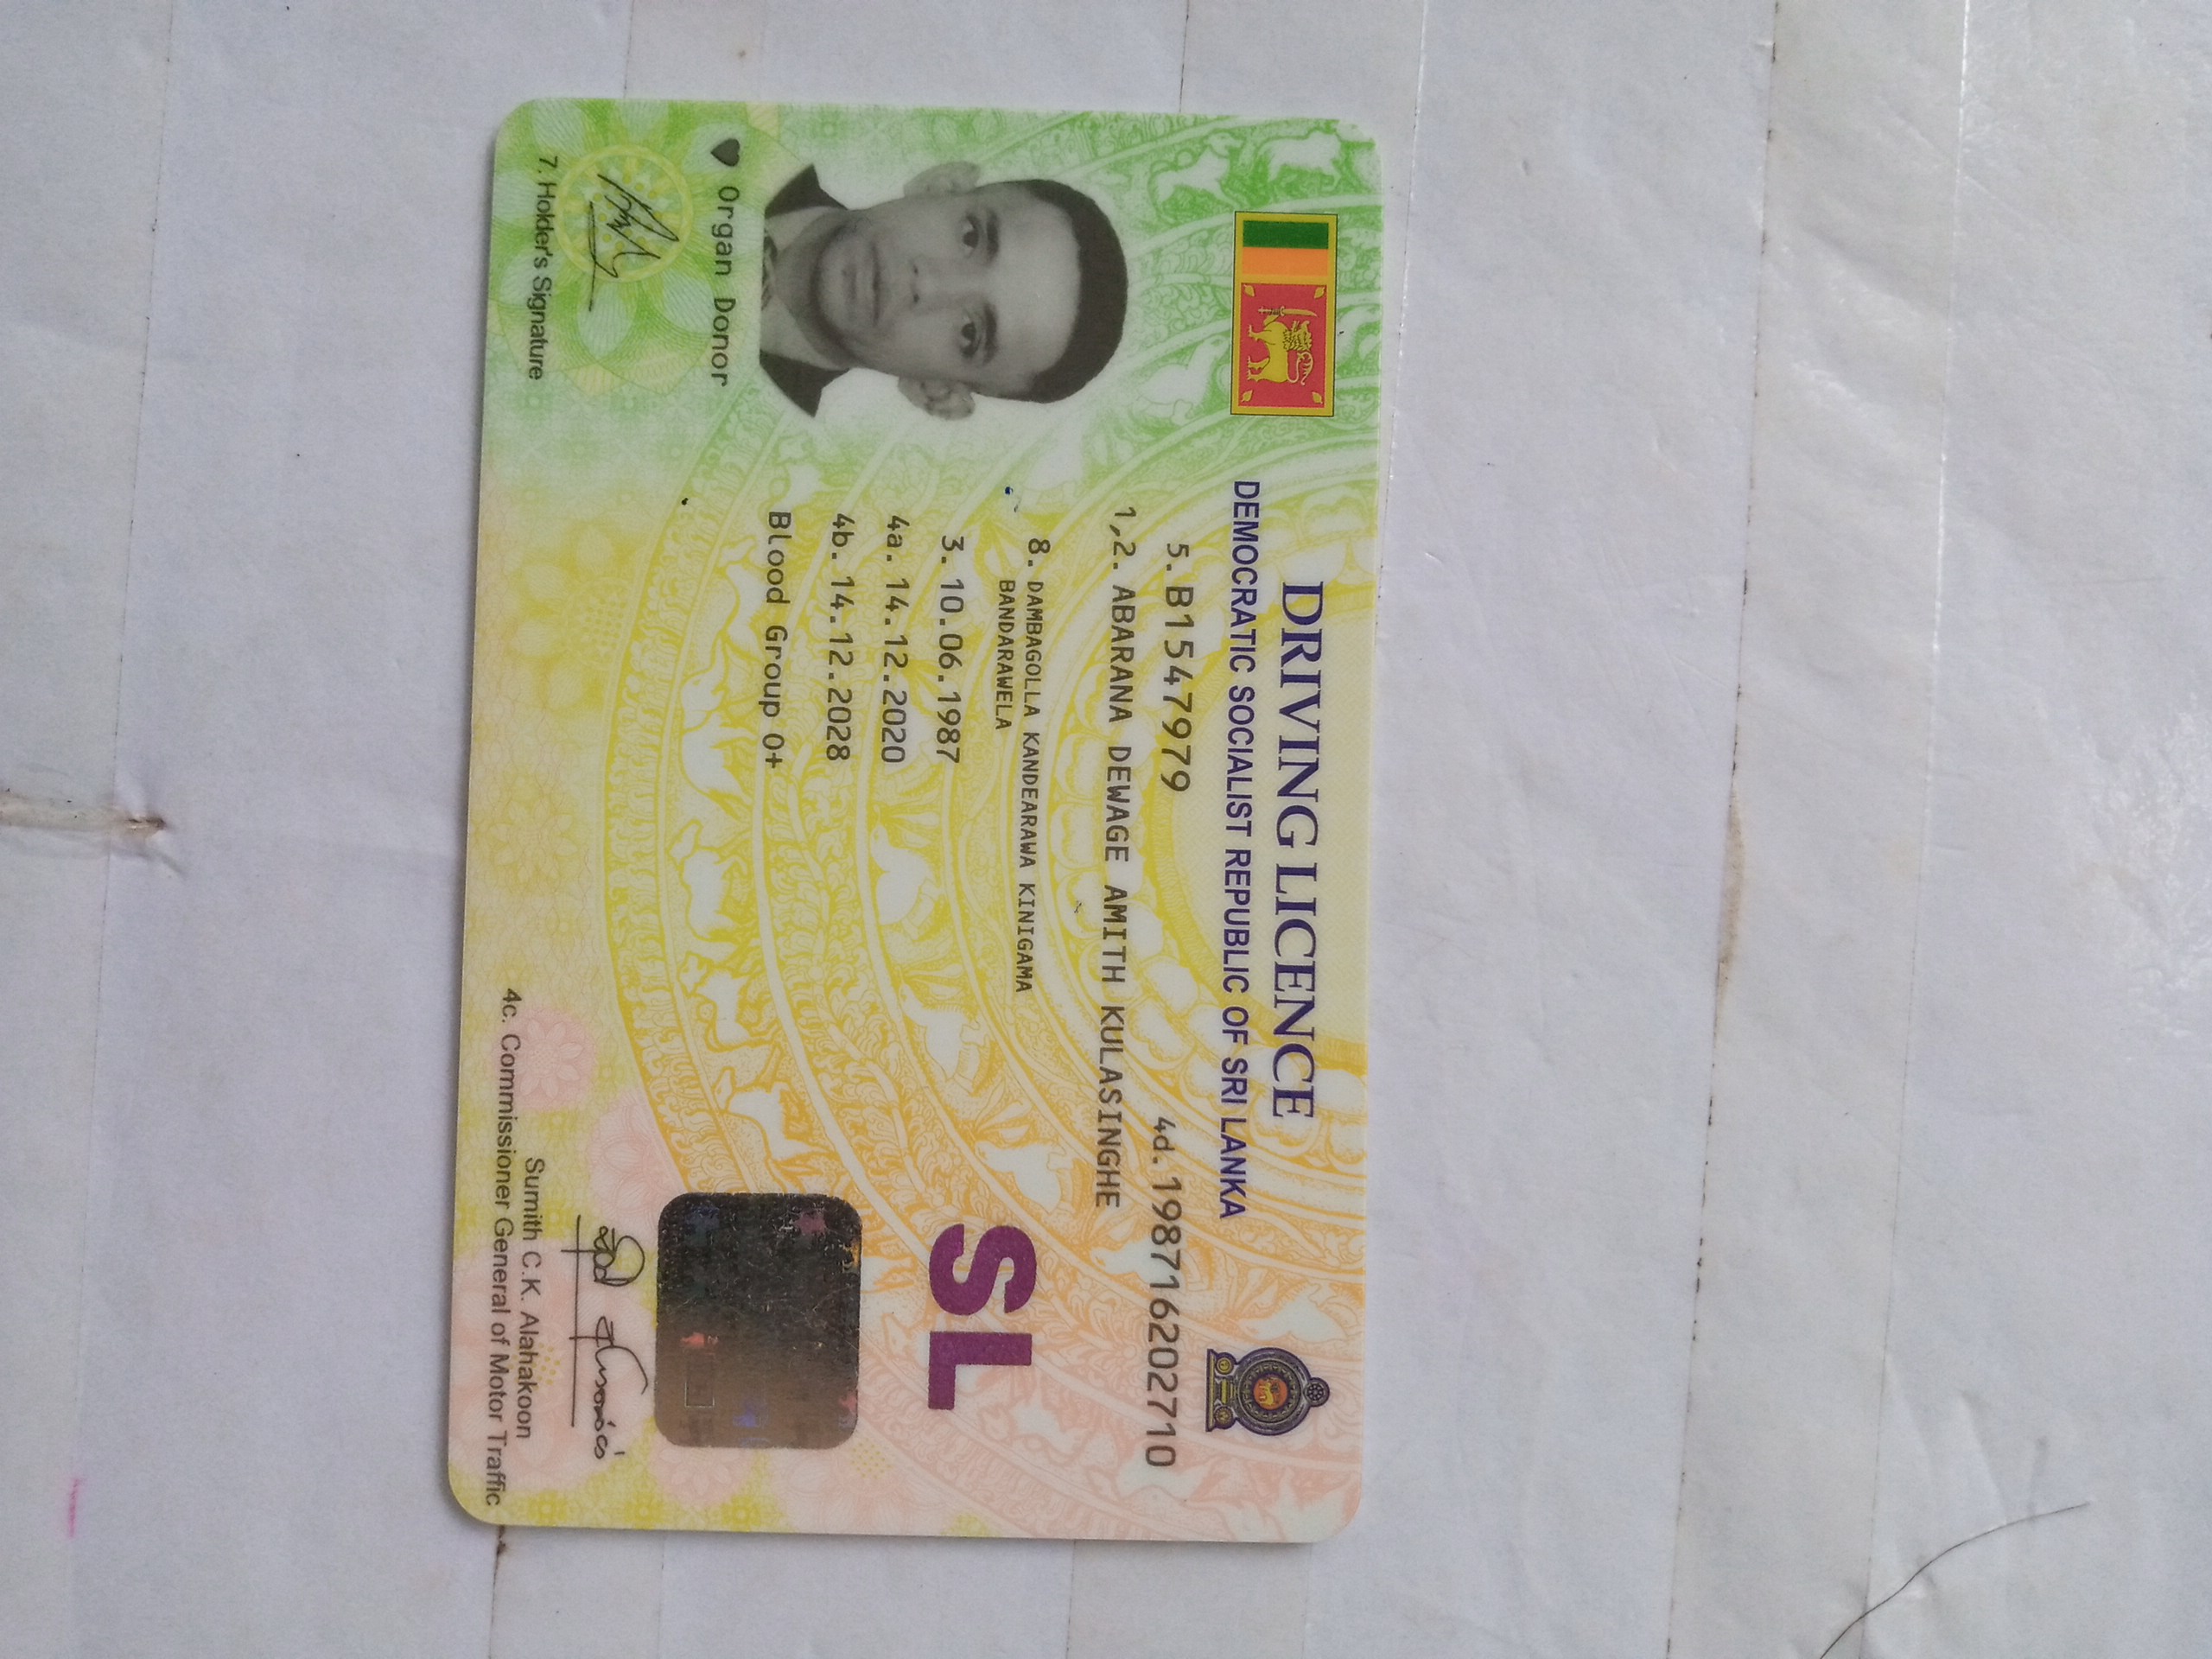 DRIVING LICENCE
DEMOCRATIC SOCIALIST REPUBLIC OF SRI LANKA
5. B1547979 4d. 198716202710
1,2. ABARANA DEWAGE AMITH KULASINGHE
8. DAMBAGOLLA KANDEARAWA KINIGAMA
BANDARAWELA
3. 10.06.1987
4a. 14.12.2020
4b. 14.12.2028
Blood Group O+
SL
Organ Donor
7. Holder's Signature
Sumith C.K. Alahakoon
4c. Commissioner General of Motor Traffic